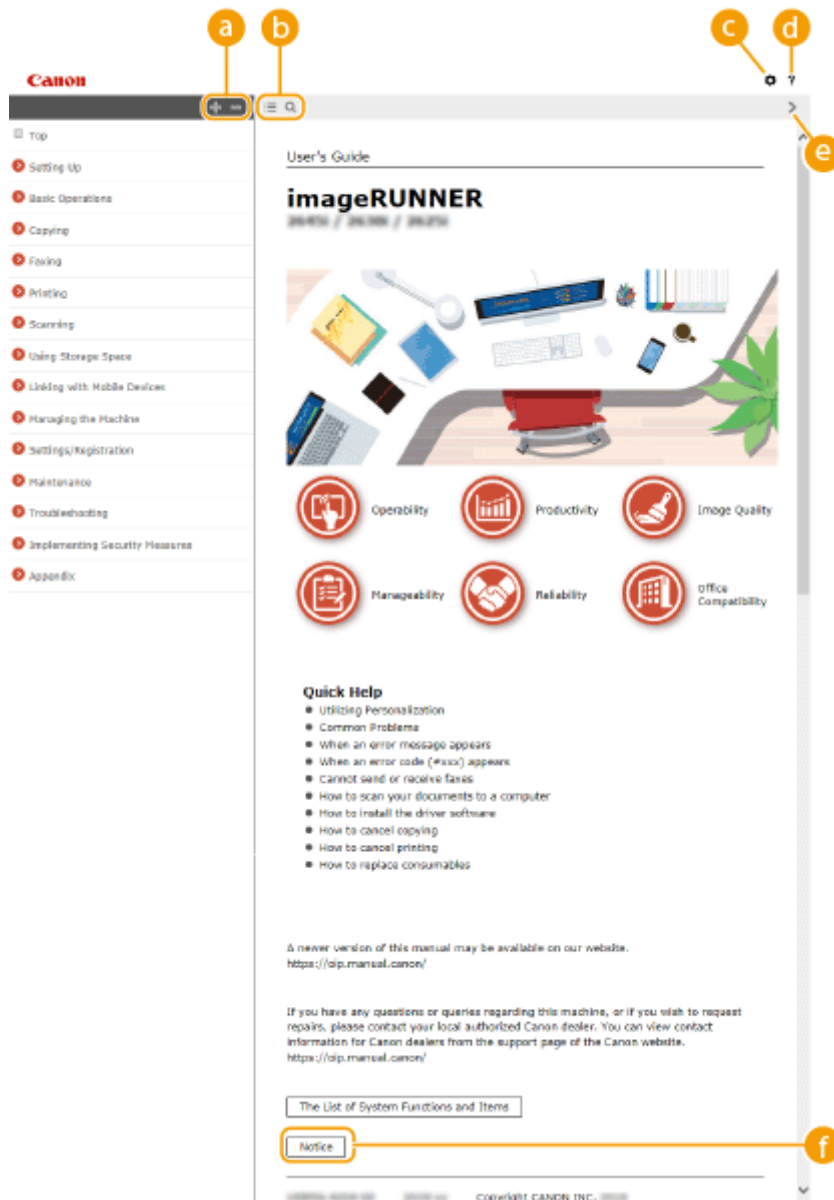 a
b
c
d
Canon
?
e
Top
Setting Up
Basic Operations
Copying
Faxing
Printing
Scanning
Using Storage Space
Linking with Mobile Devices
Managing the Machine
Settings/Registration
Maintenance
Troubleshooting
Implementing Security Measures
Appendix
User's Guide
imageRUNNER
Operability
Productivity
Image Quality
Manageability
Reliability
Office
Compatibility
Quick Help
Utilizing Personalization
Common Problems
When an error message appears
When an error code (#xxx) appears
Cannot send or receive faxes
How to scan your documents to a computer
How to install the driver software
How to cancel copying
How to cancel printing
How to replace consumables
A newer version of this manual may be available on our website.
https://oip.manual.canon/
If you have any questions or queries regarding this machine, or if you wish to request
repairs, please contact your local authorized Canon dealer. You can view contact
information for Canon dealers from the support page of the Canon website.
https://oip.manual.canon/
The List of System Functions and Items
Notice
f
Copyright CANON INC.